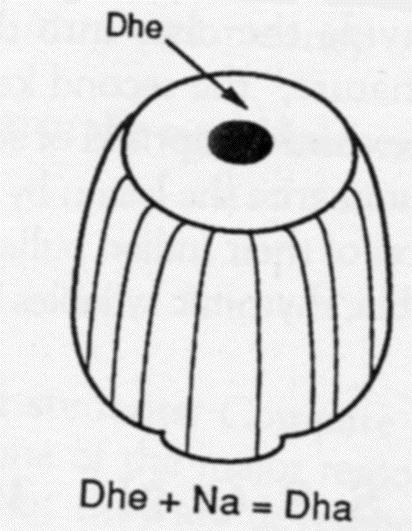 Dhe
Dhe + Na = Dha